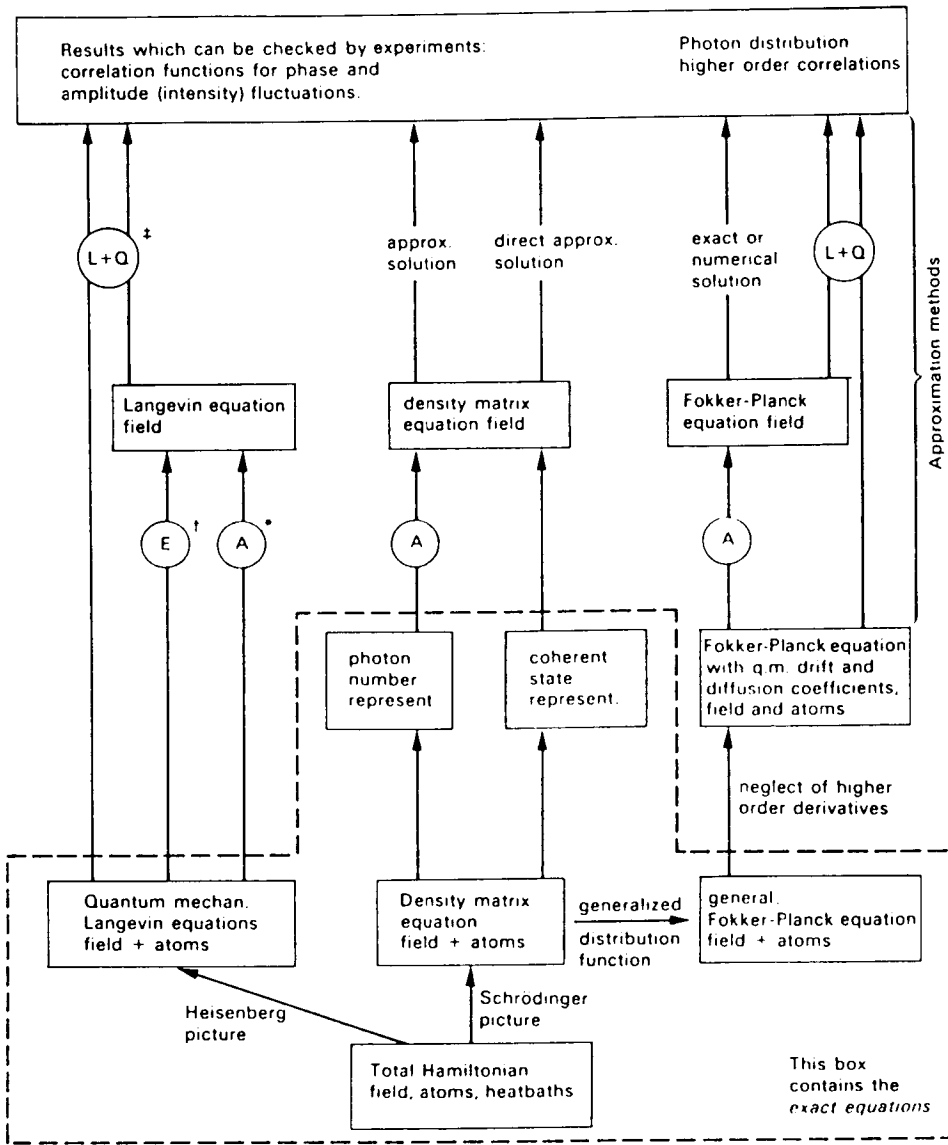 Results which can be checked by experiments:
correlation functions for phase and
amplitude (intensity) fluctuations.
Photon distribution
higher order correlations
L+Q
‡
approx.
solution
direct approx.
solution
exact or
numerical
solution
L+Q
Approximation methods
Langevin equation
field
density matrix
equation field
Fokker-Planck
equation field
E
†
A
*
A
A
photon
number
represent
coherent
state
represent.
Fokker-Planck equation
with q.m. drift and
diffusion coefficients,
field and atoms
neglect of higher
order derivatives
Quantum mechan.
Langevin equations
field + atoms
Density matrix
equation
field + atoms
generalized
distribution
function
general.
Fokker-Planck equation
field + atoms
Heisenberg
picture
Schrödinger
picture
Total Hamiltonian
field, atoms, heatbaths
This box
contains the
exact equations